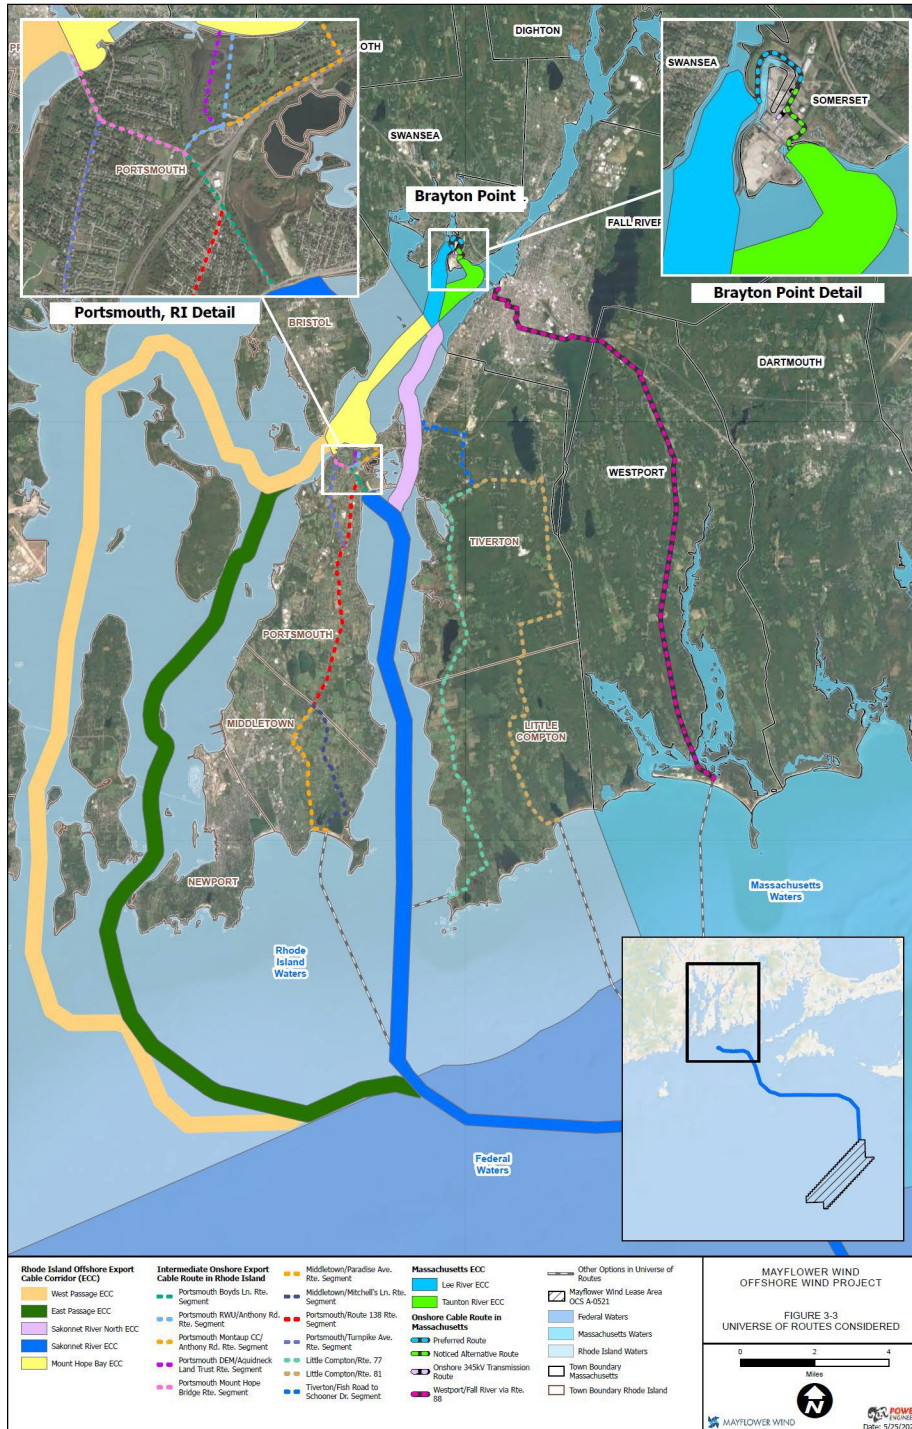 DIGHTON
OTH
SWANSEA
SOMERSET
SWANSEA
PORTSMOUTH
Brayton Point
FALL RIVER
Portsmouth, RI Detail
Brayton Point Detail
BRISTOL
DARTMOUTH
WESTPORT
TIVERTON
PORTSMOUTH
MIDDLETOWN
LITTLE
COMPTON
NEWPORT
Massachusetts
Waters
Rhode
Island
Waters
Federal
Waters
Rhode Island Offshore Export
Cable Corridor (ECC)
West Passage ECC
East Passage ECC
Sakonnet River North ECC
Sakonnet River ECC
Mount Hope Bay ECC
Intermediate Onshore Export
Cable Route in Rhode Island
Portsmouth Boyds Ln. Rte.
Segment
Portsmouth RWU/Anthony Rd.
Rte. Segment
Portsmouth Montaup CC/
Anthony Rd. Rte. Segment
Portsmouth DEM/Aquidneck
Land Trust Rte. Segment
Portsmouth Mount Hope
Bridge Rte. Segment
Middletown/Paradise Ave.
Rte. Segment
Middletown/Mitchell's Ln. Rte.
Segment
Portsmouth/Route 138 Rte.
Segment
Portsmouth/Turnpike Ave.
Rte. Segment
Little Compton/Rte. 77
Little Compton/Rte. 81
Tiverton/Fish Road to
Schooner Dr. Segment
Massachusetts ECC
Lee River ECC
Taunton River ECC
Onshore Cable Route in
Massachusetts
Preferred Route
Noticed Alternative Route
Onshore 345kV Transmission
Route
Westport/Fall River via Rte.
88
Other Options in Universe of
Routes
Mayflower Wind Lease Area
OCS A-0521
Federal Waters
Massachusetts Waters
Rhode Island Waters
Town Boundary
Massachusetts
Town Boundary Rhode Island
MAYFLOWER WIND
OFFSHORE WIND PROJECT
FIGURE 3-3
UNIVERSE OF ROUTES CONSIDERED
0 2 4
Miles
N
MAYFLOWER WIND
POWE
ENGINEE
Date: 5/25/202